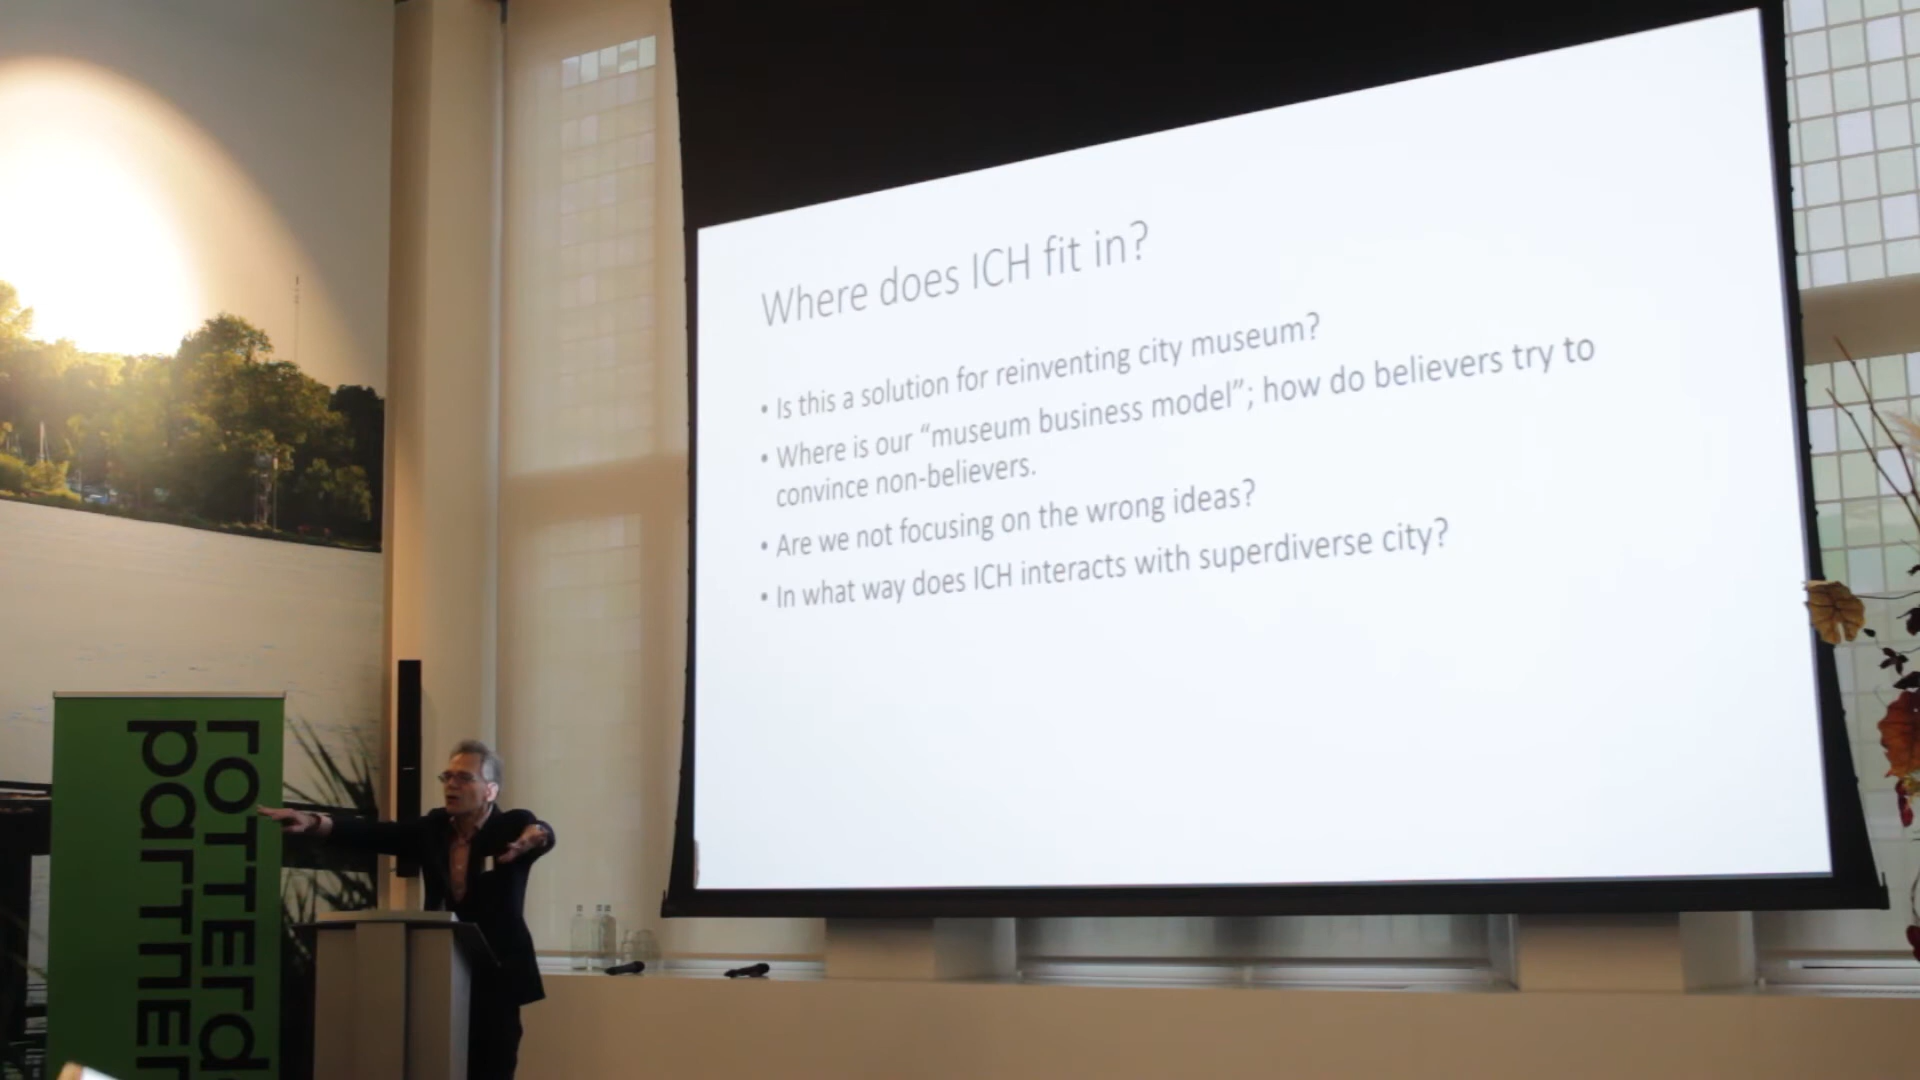 Where does ICH fit in?
• Is this a solution for reinventing city museum?
• Where is our “museum business model”; how do believers try to
convince non-believers.
• Are we not focusing on the wrong ideas?
• In what way does ICH interacts with superdiverse city?
rotterd
partner